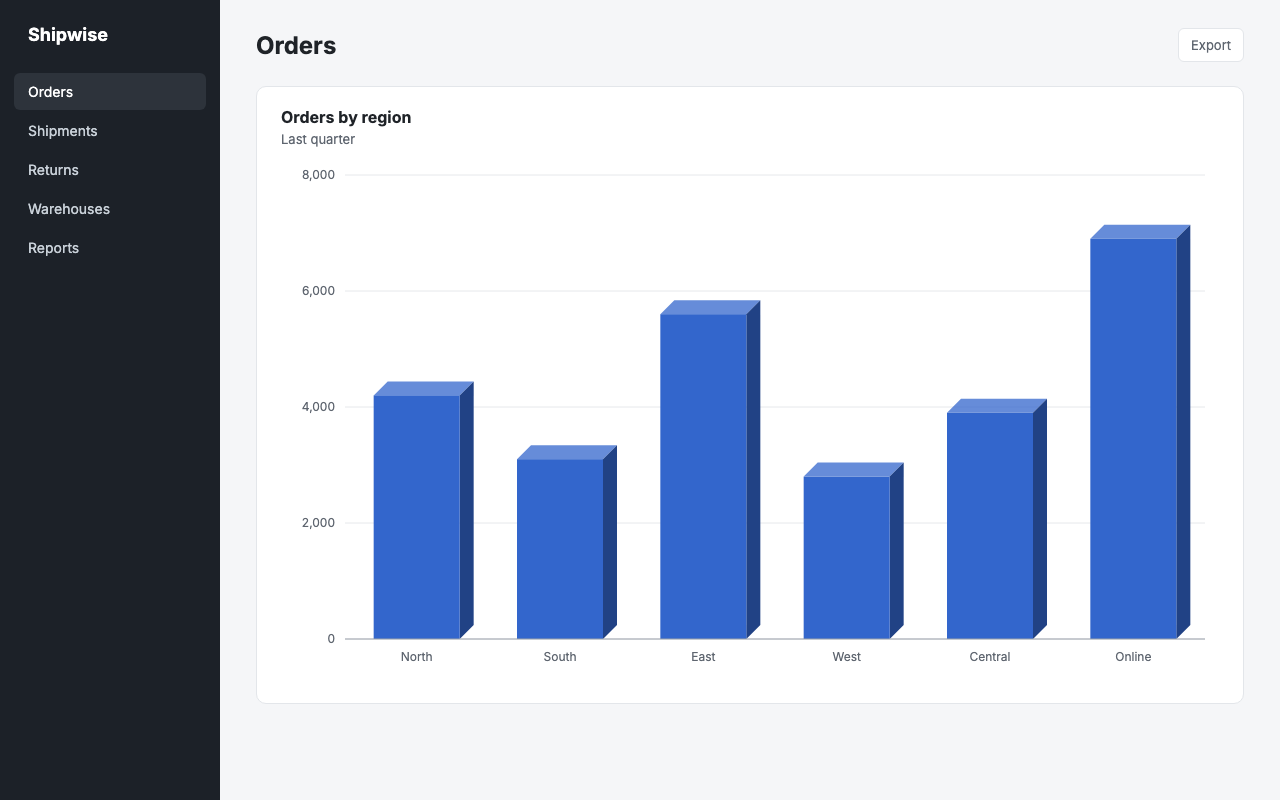 Shipwise
Orders
Shipments
Returns
Warehouses
Reports
Orders
Export
Orders by region
Last quarter
8,000
6,000
4,000
2,000
0
North
South
East
West
Central
Online